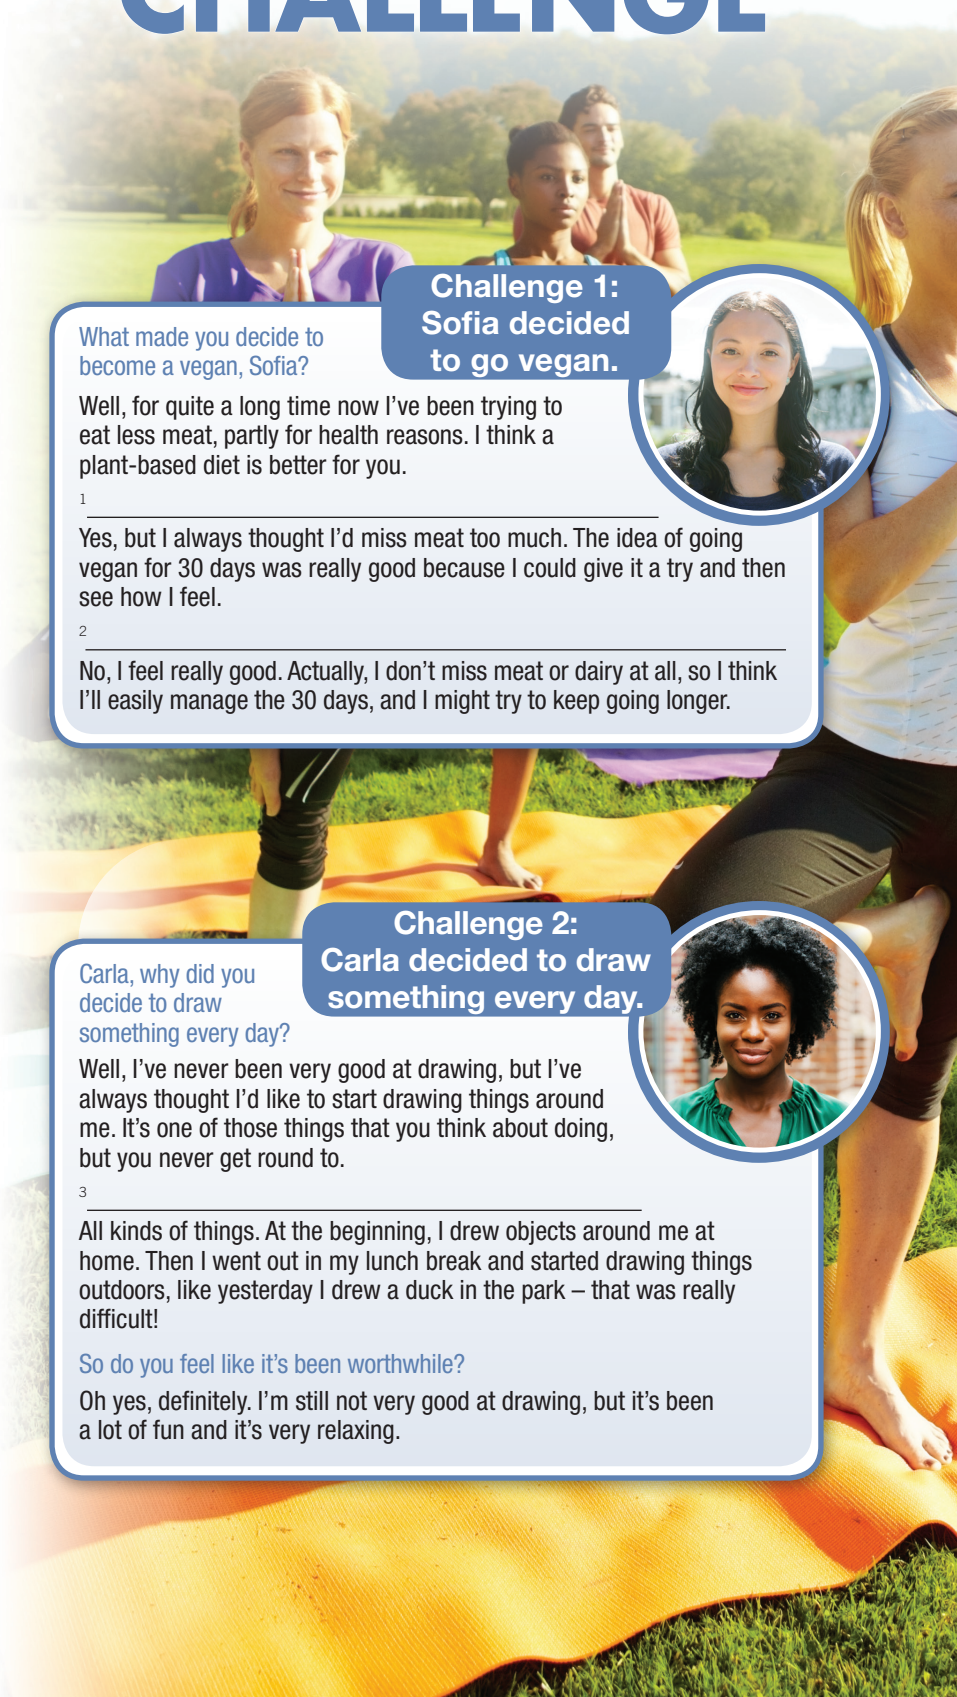 CHALLENGE
Challenge 1:
Sofia decided
to go vegan.
What made you decide to
become a vegan, Sofia?
Well, for quite a long time now I've been trying to
eat less meat, partly for health reasons. I think a
plant-based diet is better for you.
1
Yes, but I always thought I'd miss meat too much. The idea of going
vegan for 30 days was really good because I could give it a try and then
see how I feel.
2
No, I feel really good. Actually, I don't miss meat or dairy at all, so I think
I'll easily manage the 30 days, and I might try to keep going longer.
Challenge 2:
Carla decided to draw
something every day.
Carla, why did you
decide to draw
something every day?
Well, I've never been very good at drawing, but I've
always thought I'd like to start drawing things around
me. It's one of those things that you think about doing,
but you never get round to.
3
All kinds of things. At the beginning, I drew objects around me at
home. Then I went out in my lunch break and started drawing things
outdoors, like yesterday I drew a duck in the park – that was really
difficult!
So do you feel like it's been worthwhile?
Oh yes, definitely. I'm still not very good at drawing, but it's been
a lot of fun and it's very relaxing.